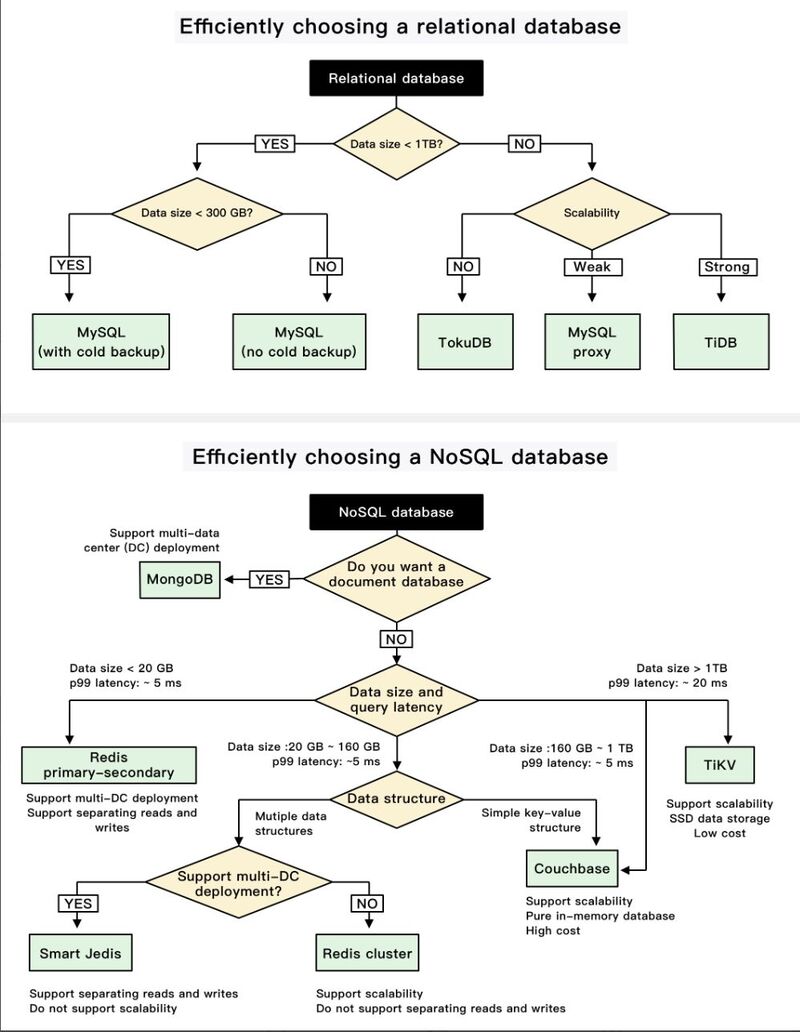 Efficiently choosing a relational database
Relational database
Data size < 1TB?
YES
NO
Data size < 300 GB?
Scalability
YES
NO
NO
Weak
Strong
MySQL
(with cold backup)
MySQL
(no cold backup)
TokuDB
MySQL
proxy
TiDB
Efficiently choosing a NoSQL database
NoSQL database
Support multi-data
center (DC) deployment
Do you want a
document database
MongoDB
YES
NO
Data size < 20 GB
p99 latency: ~ 5 ms
Data size > 1TB
p99 latency: ~ 20 ms
Data size and
query latency
Data size :20 GB ~ 160 GB
p99 latency: ~5 ms
Data size :160 GB ~ 1 TB
p99 latency: ~ 5 ms
Redis
primary-secondary
TiKV
Support multi-DC deployment
Support separating reads and
writes
Data structure
Support scalability
SSD data storage
Low cost
Mutiple data
structures
Simple key-value
structure
Support multi-DC
deployment?
Couchbase
YES
NO
Support scalability
Pure in-memory database
High cost
Smart Jedis
Redis cluster
Support separating reads and writes
Do not support scalability
Support scalability
Do not support separating reads and writes